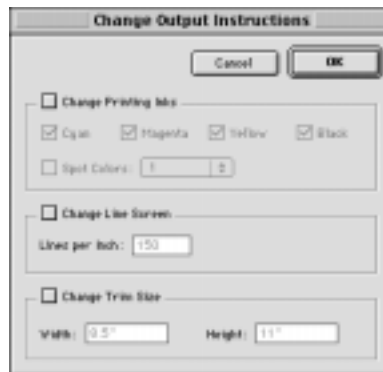 Change Output Instructions
Cancel OK
Change Printing Inks
Cyan Magenta Yellow Black
Spot Colors: 1
Change Line Screen
Lines per inch: 150
Change Trim Size
Width: 8.5" Height: 11"